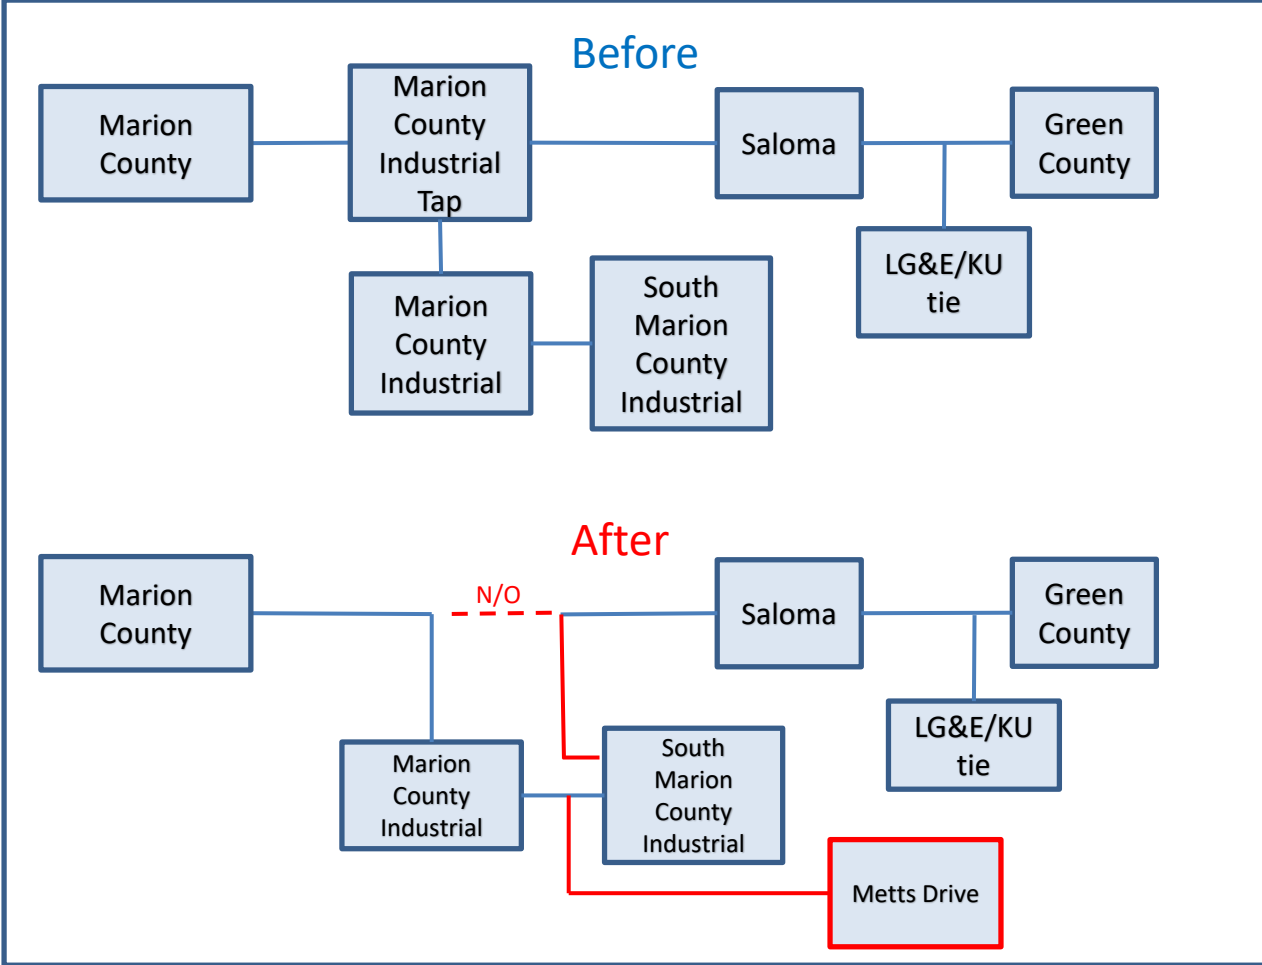 Before
Marion
County
Marion
County
Industrial
Tap
Saloma
Green
County
LG&E/KU
tie
Marion
County
Industrial
South
Marion
County
Industrial
After
Marion
County
N/O
Saloma
Green
County
LG&E/KU
tie
Marion
County
Industrial
South
Marion
County
Industrial
Metts Drive